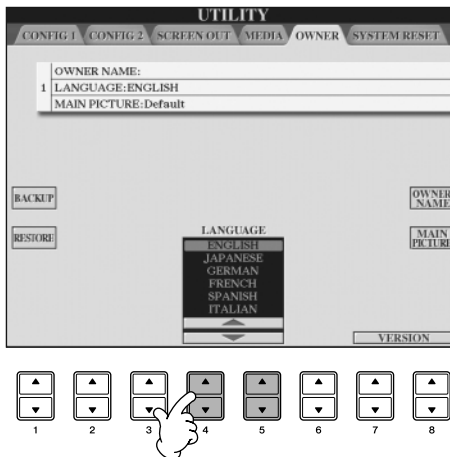 UTILITY
CONFIG 1 CONFIG 2 SCREEN OUT MEDIA OWNER SYSTEM RESET
OWNER NAME:
1 LANGUAGE:ENGLISH
MAIN PICTURE:Default
BACKUP
OWNER
NAME
RESTORE
MAIN
PICTURE
LANGUAGE
ENGLISH
JAPANESE
GERMAN
FRENCH
SPANISH
ITALIAN
VERSION
1 2 3 4 5 6 7 8